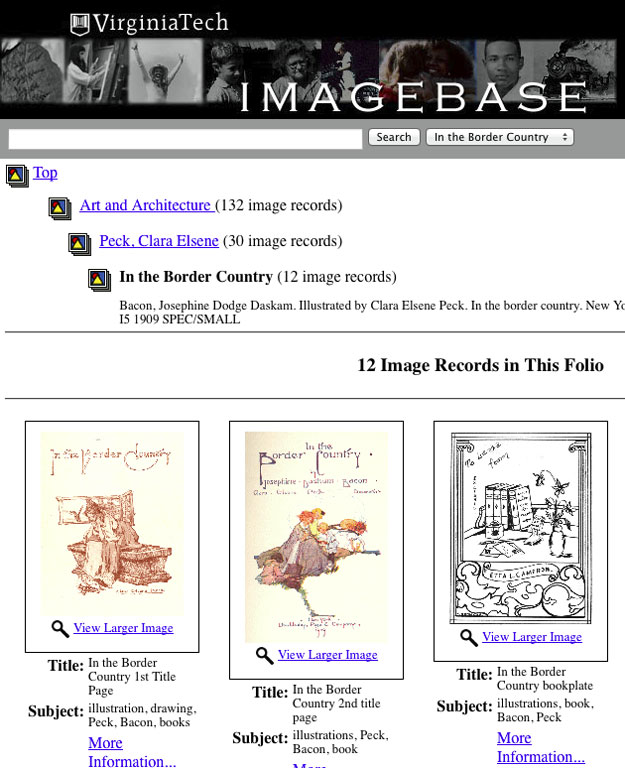 VirginiaTech
IMAGEBASE
Search
In the Border Country
Top
Art and Architecture (132 image records)
Peck, Clara Elsene (30 image records)
In the Border Country (12 image records)
Bacon, Josephine Dodge Daskam. Illustrated by Clara Elsene Peck. In the border country. New Yo
I5 1909 SPEC/SMALL
12 Image Records in This Folio
In the Border Country
View Larger Image
Title: In the Border
Country 1st Title
Page
Subject: illustration, drawing,
Peck, Bacon, books
More
Information...
In the
Border Country
by
Josephine Daskam Bacon
View Larger Image
Title: In the Border
Country 2nd title
page
Subject: illustrations, Peck,
Bacon, book
More
ETTA L. CAMERON
View Larger Image
Title: In the Border
Country bookplate
Subject: illustrations, book,
Bacon, Peck
More
Information...